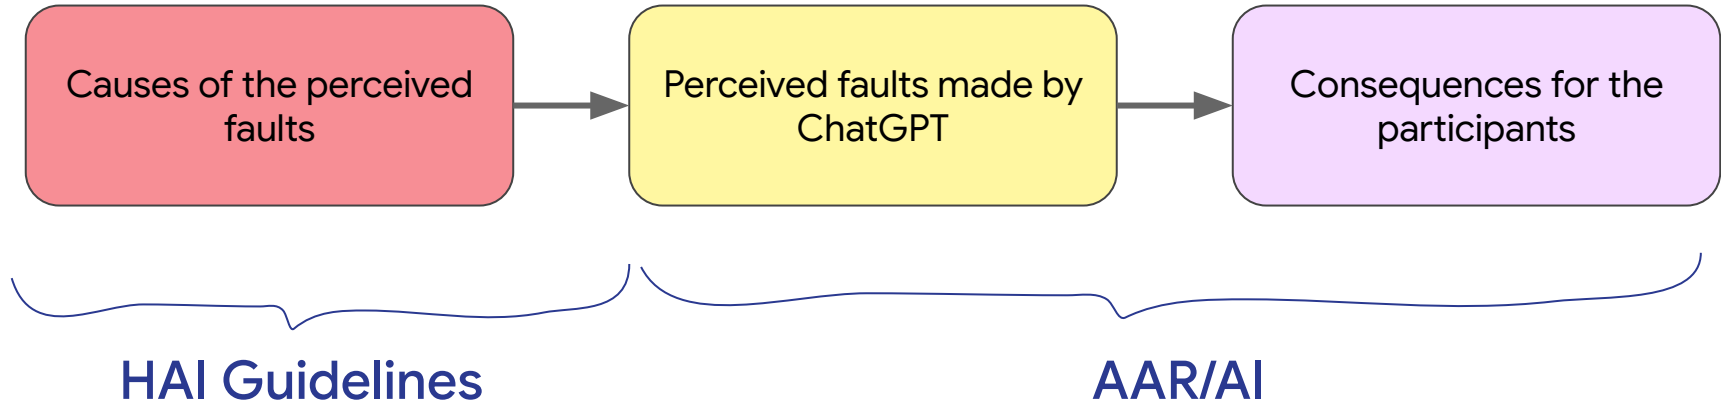 Causes of the perceived
faults
Perceived faults made by
ChatGPT
Consequences for the
participants
HAI Guidelines
AAR/AI